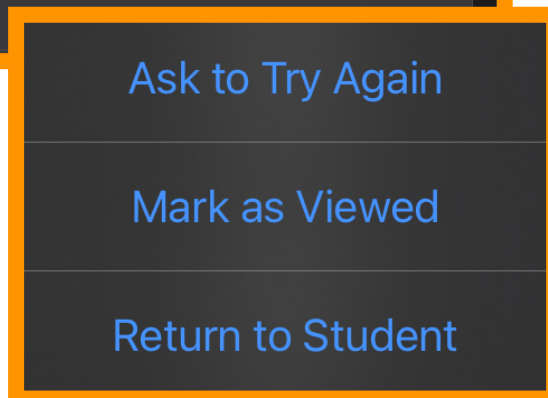 Ask to Try Again
Mark as Viewed
Return to Student